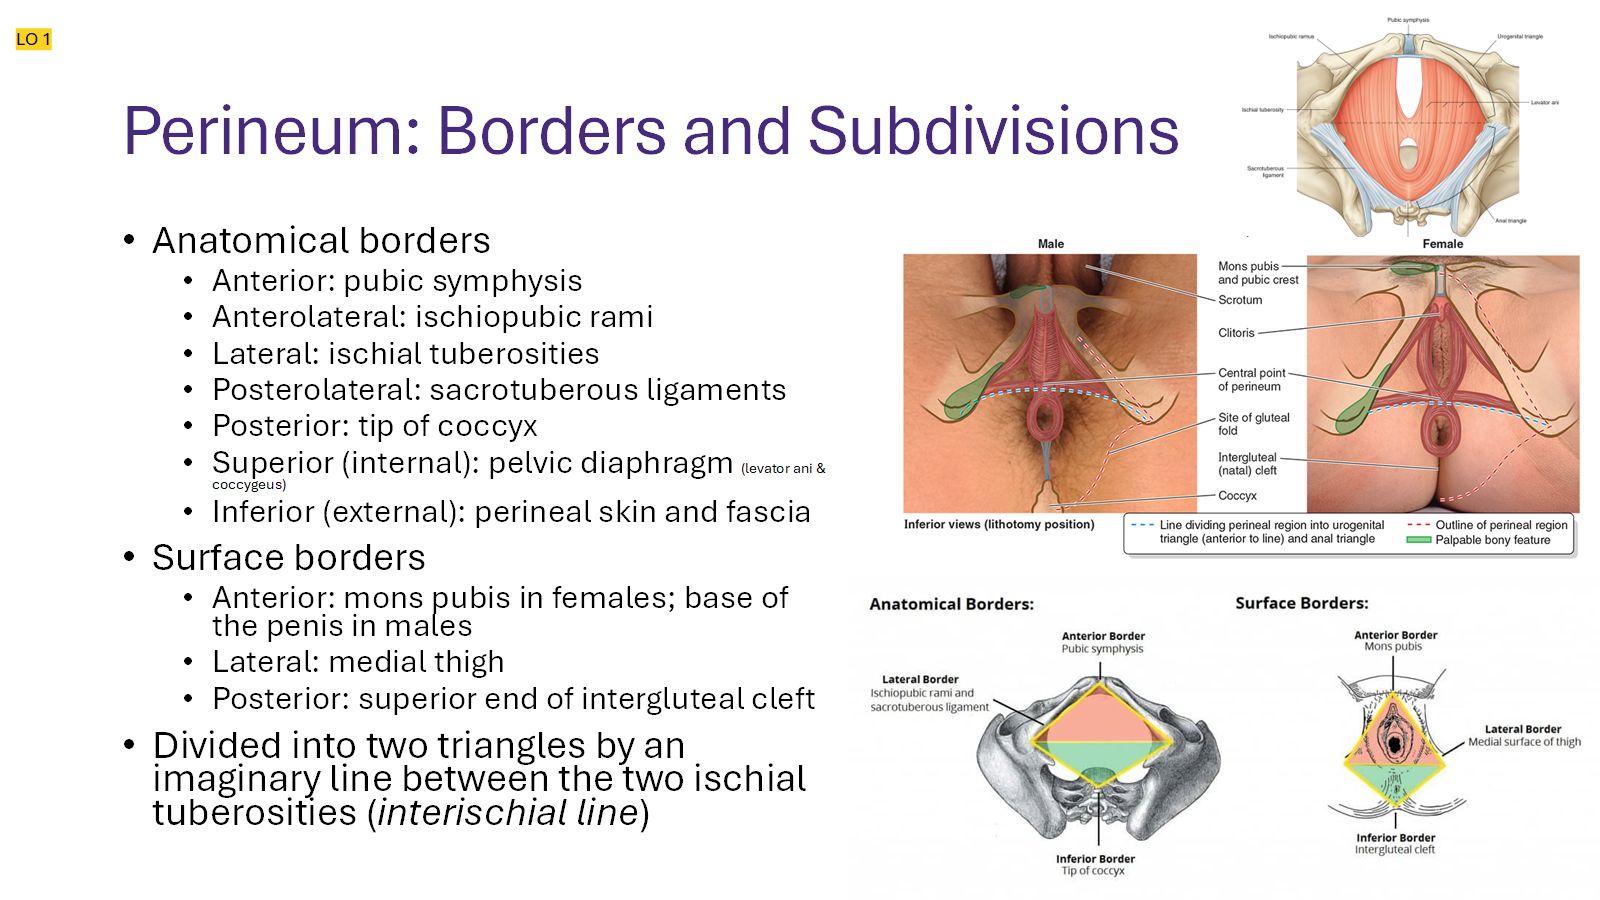 LO 1
Perineum: Borders and Subdivisions
• Anatomical borders
• Anterior: pubic symphysis
• Anterolateral: ischiopubic rami
• Lateral: ischial tuberosities
• Posterolateral: sacrotuberous ligaments
• Posterior: tip of coccyx
• Superior (internal): pelvic diaphragm (levator ani &
coccygeus)
• Inferior (external): perineal skin and fascia
• Surface borders
• Anterior: mons pubis in females; base of
the penis in males
• Lateral: medial thigh
• Posterior: superior end of intergluteal cleft
• Divided into two triangles by an
imaginary line between the two ischial
tuberosities (interischial line)
Pubic symphysis
Ischiopubic ramus
Urogenital triangle
Levator ani
Ischial tuberosity
Sacrotuberous
ligament
Anal triangle
Male
Female
Mons pubis
and pubic crest
Scrotum
Clitoris
Central point
of perineum
Site of gluteal
fold
Intergluteal
(natal) cleft
Coccyx
Inferior views (lithotomy position)
Line dividing perineal region into urogenital
triangle (anterior to line) and anal triangle
Outline of perineal region
Palpable bony feature
Anatomical Borders:
Anterior Border
Pubic symphysis
Lateral Border
Ischiopubic rami and
sacrotuberous ligament
Inferior Border
Tip of coccyx
Surface Borders:
Anterior Border
Mons pubis
Lateral Border
Medial surface of thigh
Inferior Border
Intergluteal cleft